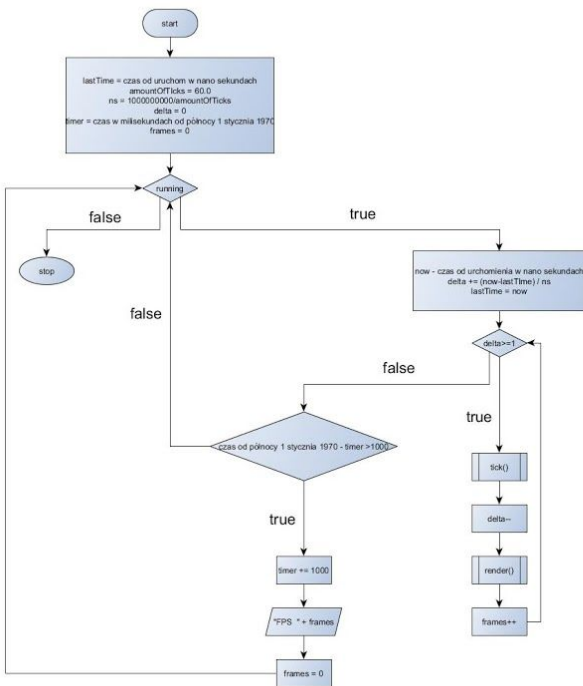 start
lastTime = czas od uruchom w nano sekundach
amountOfTIcks = 60.0
ns = 1000000000/amountOfTicks
delta = 0
timer = czas w milisekundach od północy 1 stycznia 1970
frames = 0
running
false
true
stop
now - czas od urchomienia w nano sekundach
delta += (now-lastTIme) / ns
lastTime = now
false
delta>=1
false
true
czas od północy 1 stycznia 1970 - timer >1000
tick()
true
delta--
timer += 1000
render()
"FPS " + frames
frames++
frames = 0